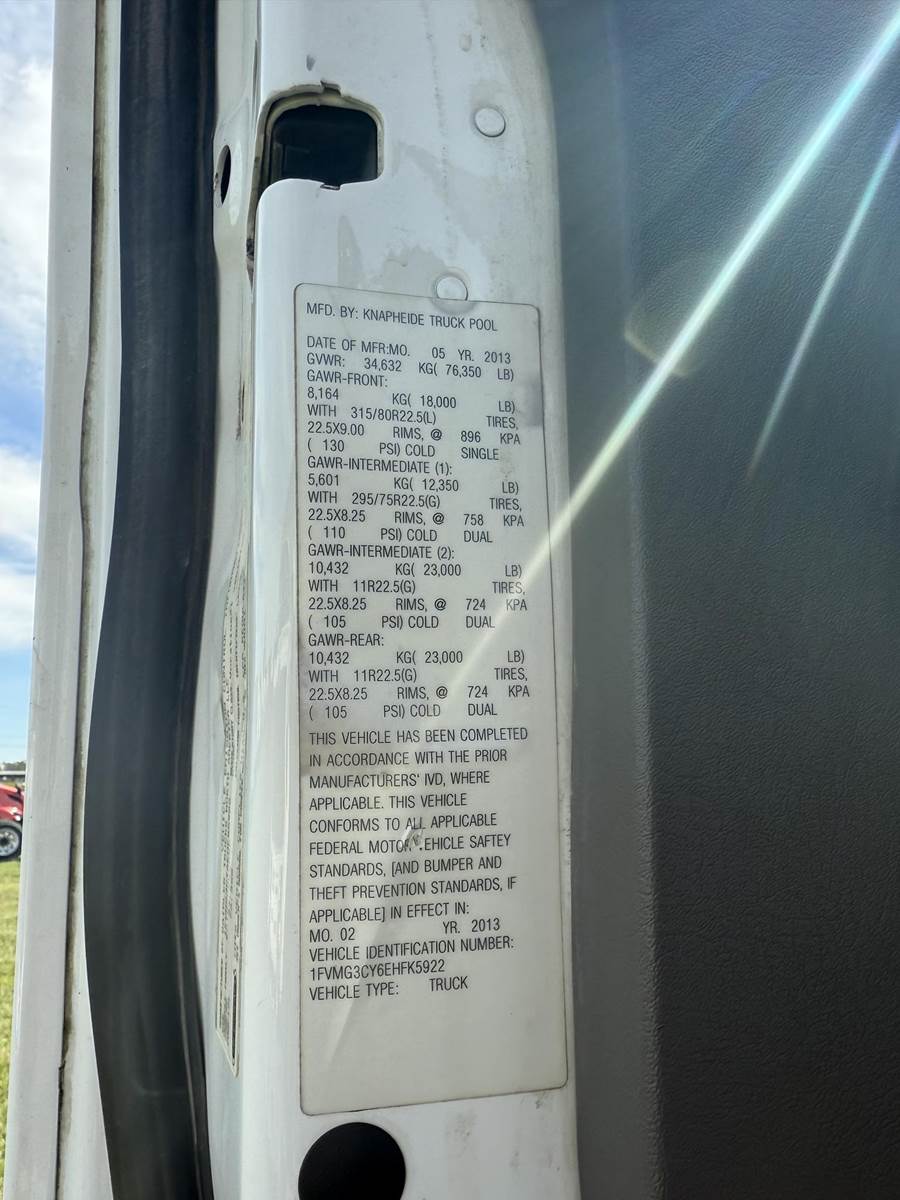 MFD. BY: KNAPHEIDE TRUCK POOL
DATE OF MFR:MO. 05 YR. 2013
GVWR: 34,632 KG( 76,350 LB)
GAWR-FRONT:
8,164 KG( 18,000 LB)
WITH 315/80R22.5(L) TIRES,
22.5X9.00 RIMS, @ 896 KPA
( 130 PSI) COLD SINGLE
GAWR-INTERMEDIATE (1):
5,601 KG( 12,350 LB)
WITH 295/75R22.5(G) TIRES,
22.5X8.25 RIMS, @ 758 KPA
( 110 PSI) COLD DUAL
GAWR-INTERMEDIATE (2):
10,432 KG( 23,000 LB)
WITH 11R22.5(G) TIRES,
22.5X8.25 RIMS, @ 724 KPA
( 105 PSI) COLD DUAL
GAWR-REAR:
10,432 KG( 23,000 LB)
WITH 11R22.5(G) TIRES,
22.5X8.25 RIMS, @ 724 KPA
( 105 PSI) COLD DUAL
THIS VEHICLE HAS BEEN COMPLETED
IN ACCORDANCE WITH THE PRIOR
MANUFACTURERS' IVD, WHERE
APPLICABLE. THIS VEHICLE
CONFORMS TO ALL APPLICABLE
FEDERAL MOTOR VEHICLE SAFTEY
STANDARDS, [AND BUMPER AND
THEFT PREVENTION STANDARDS, IF
APPLICABLE] IN EFFECT IN:
MO. 02 YR. 2013
VEHICLE IDENTIFICATION NUMBER:
1FVMG3CY6EHFK5922
VEHICLE TYPE: TRUCK